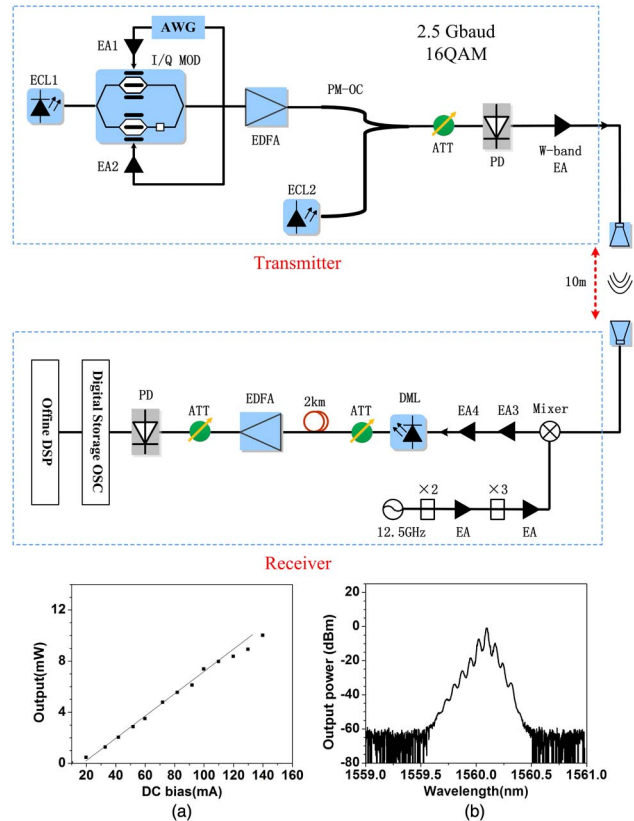 AWG
2.5 Gbaud
16QAM
EA1
I/Q MOD
ECL1
PM-OC
EDFA
ATT
PD
W-band
EA
EA2
ECL2
Transmitter
10m
Offine DSP
Digital Storage OSC
PD
ATT
EDFA
2km
ATT
DML
EA4
EA3
Mixer
×2
×3
12.5GHz
EA
EA
Receiver
Output(mW)
12
8
4
0
20 40 60 80 100 120 140 160
DC bias(mA)
(a)
Output power (dBm)
20
0
-20
-40
-60
-80
1559.0 1559.5 1560.0 1560.5 1561.0
Wavelength(nm)
(b)